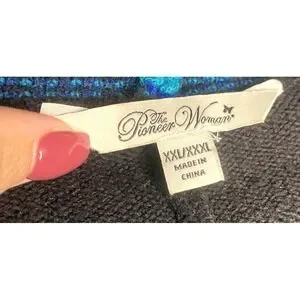 The
Pioneer Woman
XXL/XXXL
MADE IN
CHINA